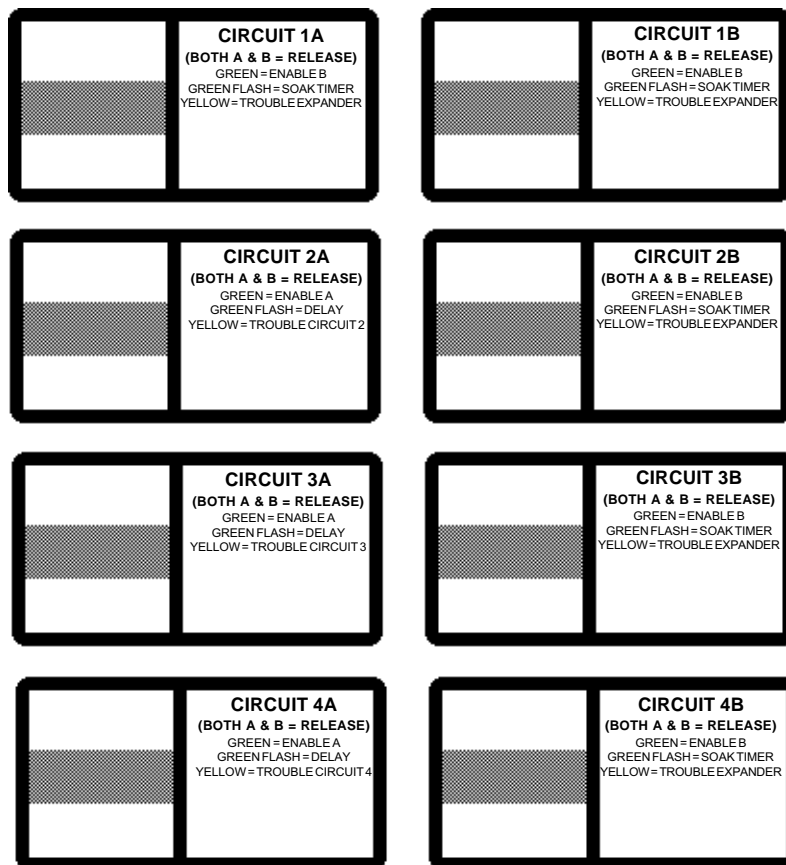 CIRCUIT 1A
(BOTH A & B = RELEASE)
GREEN = ENABLE B
GREEN FLASH = SOAK TIMER
YELLOW = TROUBLE EXPANDER
CIRCUIT 1B
(BOTH A & B = RELEASE)
GREEN = ENABLE B
GREEN FLASH = SOAK TIMER
YELLOW = TROUBLE EXPANDER
CIRCUIT 2A
(BOTH A & B = RELEASE)
GREEN = ENABLE A
GREEN FLASH = DELAY
YELLOW = TROUBLE CIRCUIT 2
CIRCUIT 2B
(BOTH A & B = RELEASE)
GREEN = ENABLE B
GREEN FLASH = SOAK TIMER
YELLOW = TROUBLE EXPANDER
CIRCUIT 3A
(BOTH A & B = RELEASE)
GREEN = ENABLE A
GREEN FLASH = DELAY
YELLOW = TROUBLE CIRCUIT 3
CIRCUIT 3B
(BOTH A & B = RELEASE)
GREEN = ENABLE B
GREEN FLASH = SOAK TIMER
YELLOW = TROUBLE EXPANDER
CIRCUIT 4A
(BOTH A & B = RELEASE)
GREEN = ENABLE A
GREEN FLASH = DELAY
YELLOW = TROUBLE CIRCUIT 4
CIRCUIT 4B
(BOTH A & B = RELEASE)
GREEN = ENABLE B
GREEN FLASH = SOAK TIMER
YELLOW = TROUBLE EXPANDER